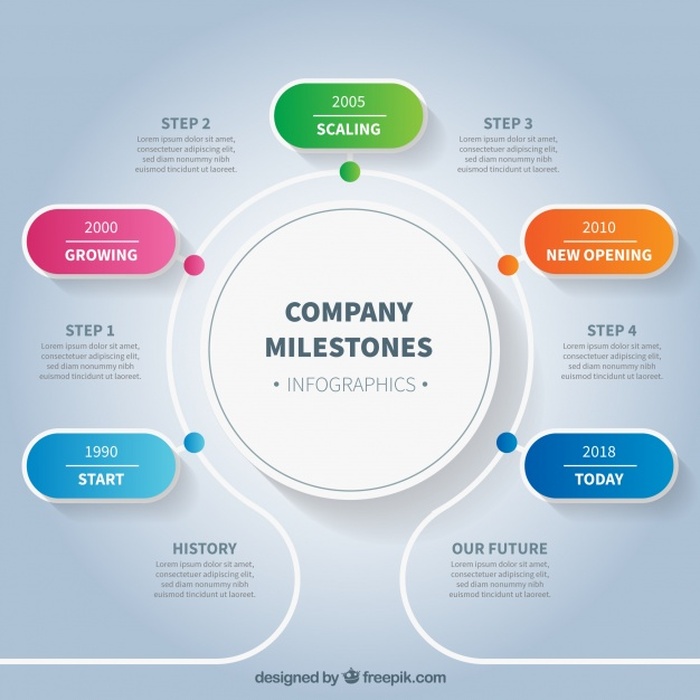 2005
SCALING
STEP 2
Lorem ipsum dolor sit amet,
consectetuer adipiscing elit,
sed diam nonummy nibh
euismod tincidunt ut laoreet.
STEP 3
Lorem ipsum dolor sit amet,
consectetuer adipiscing elit,
sed diam nonummy nibh
euismod tincidunt ut laoreet.
2000
GROWING
2010
NEW OPENING
COMPANY
MILESTONES
• INFOGRAPHICS •
STEP 1
Lorem ipsum dolor sit amet,
consectetuer adipiscing elit,
sed diam nonummy nibh
euismod tincidunt ut laoreet.
STEP 4
Lorem ipsum dolor sit amet,
consectetuer adipiscing elit,
sed diam nonummy nibh
euismod tincidunt ut laoreet.
1990
START
2018
TODAY
HISTORY
Lorem ipsum dolor sit amet,
consectetuer adipiscing elit,
sed diam nonummy nibh
euismod tincidunt ut laoreet.
OUR FUTURE
Lorem ipsum dolor sit amet,
consectetuer adipiscing elit,
sed diam nonummy nibh
euismod tincidunt ut laoreet.
designed by freepik.com